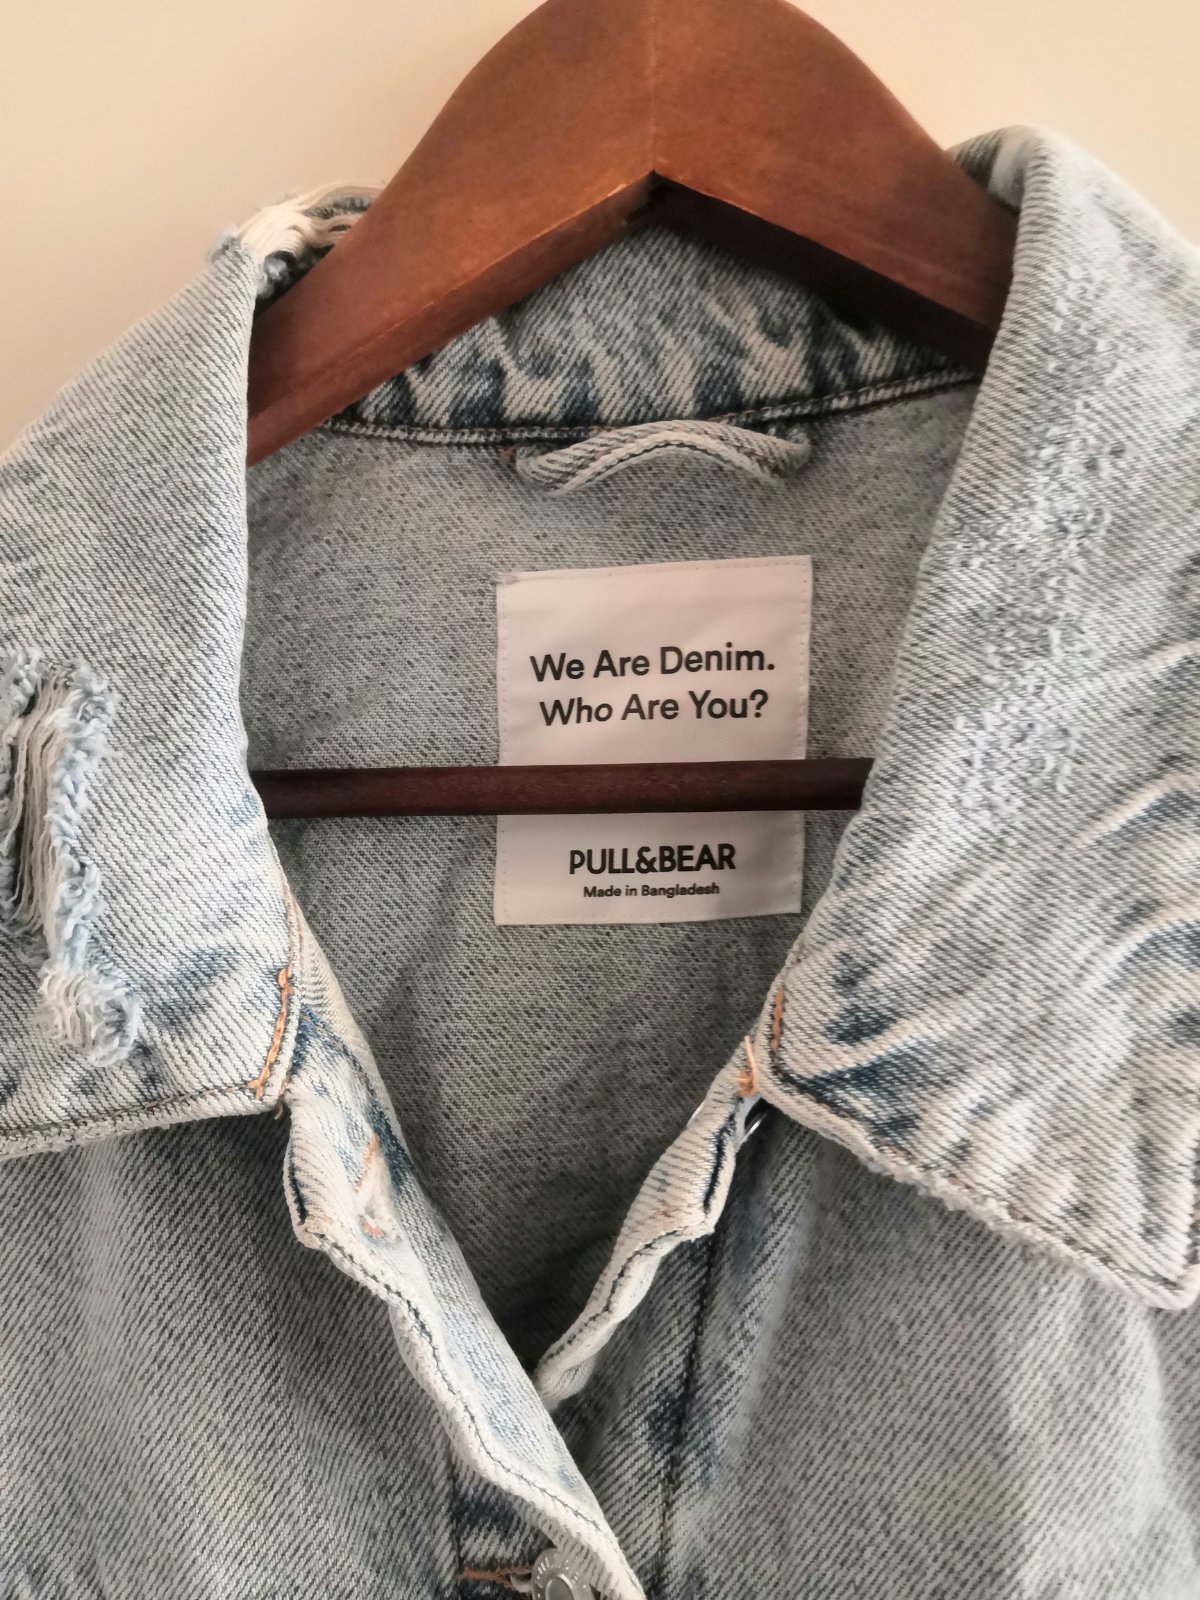 We Are Denim.
Who Are You?
PULL&BEAR
Made in Bangladesh